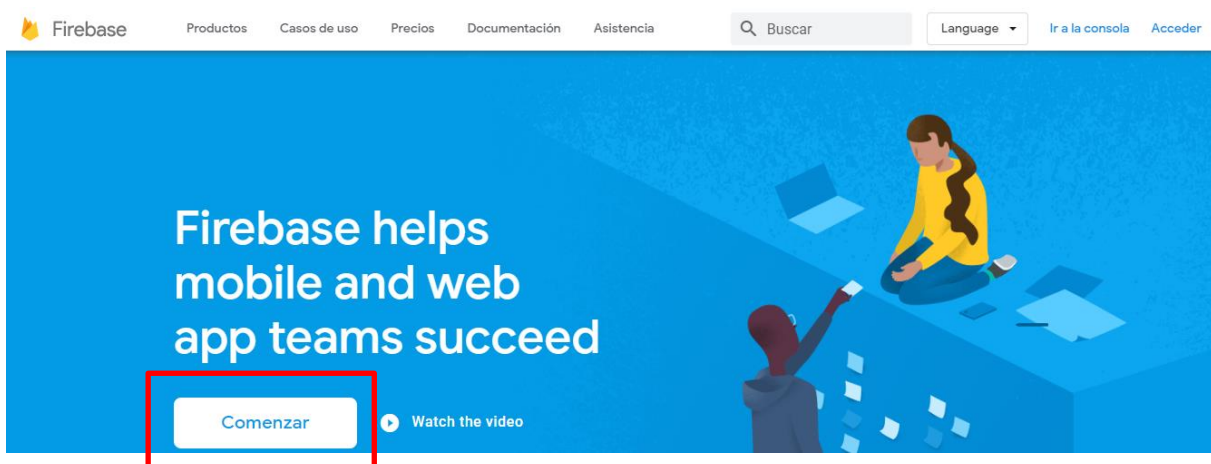 Firebase Productos Casos de uso Precios Documentación Asistencia Buscar Language Ir a la consola Acceder
Firebase helps
mobile and web
app teams succeed
Comenzar Watch the video